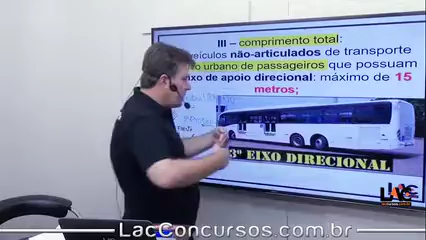 III – comprimento total:
veículos não-articulados de transporte
urbano de passageiros que possuam
de apoio direcional: máximo de 15
metros;
3º EIXO DIRECIONAL
LAC
LacConcursos.com.br